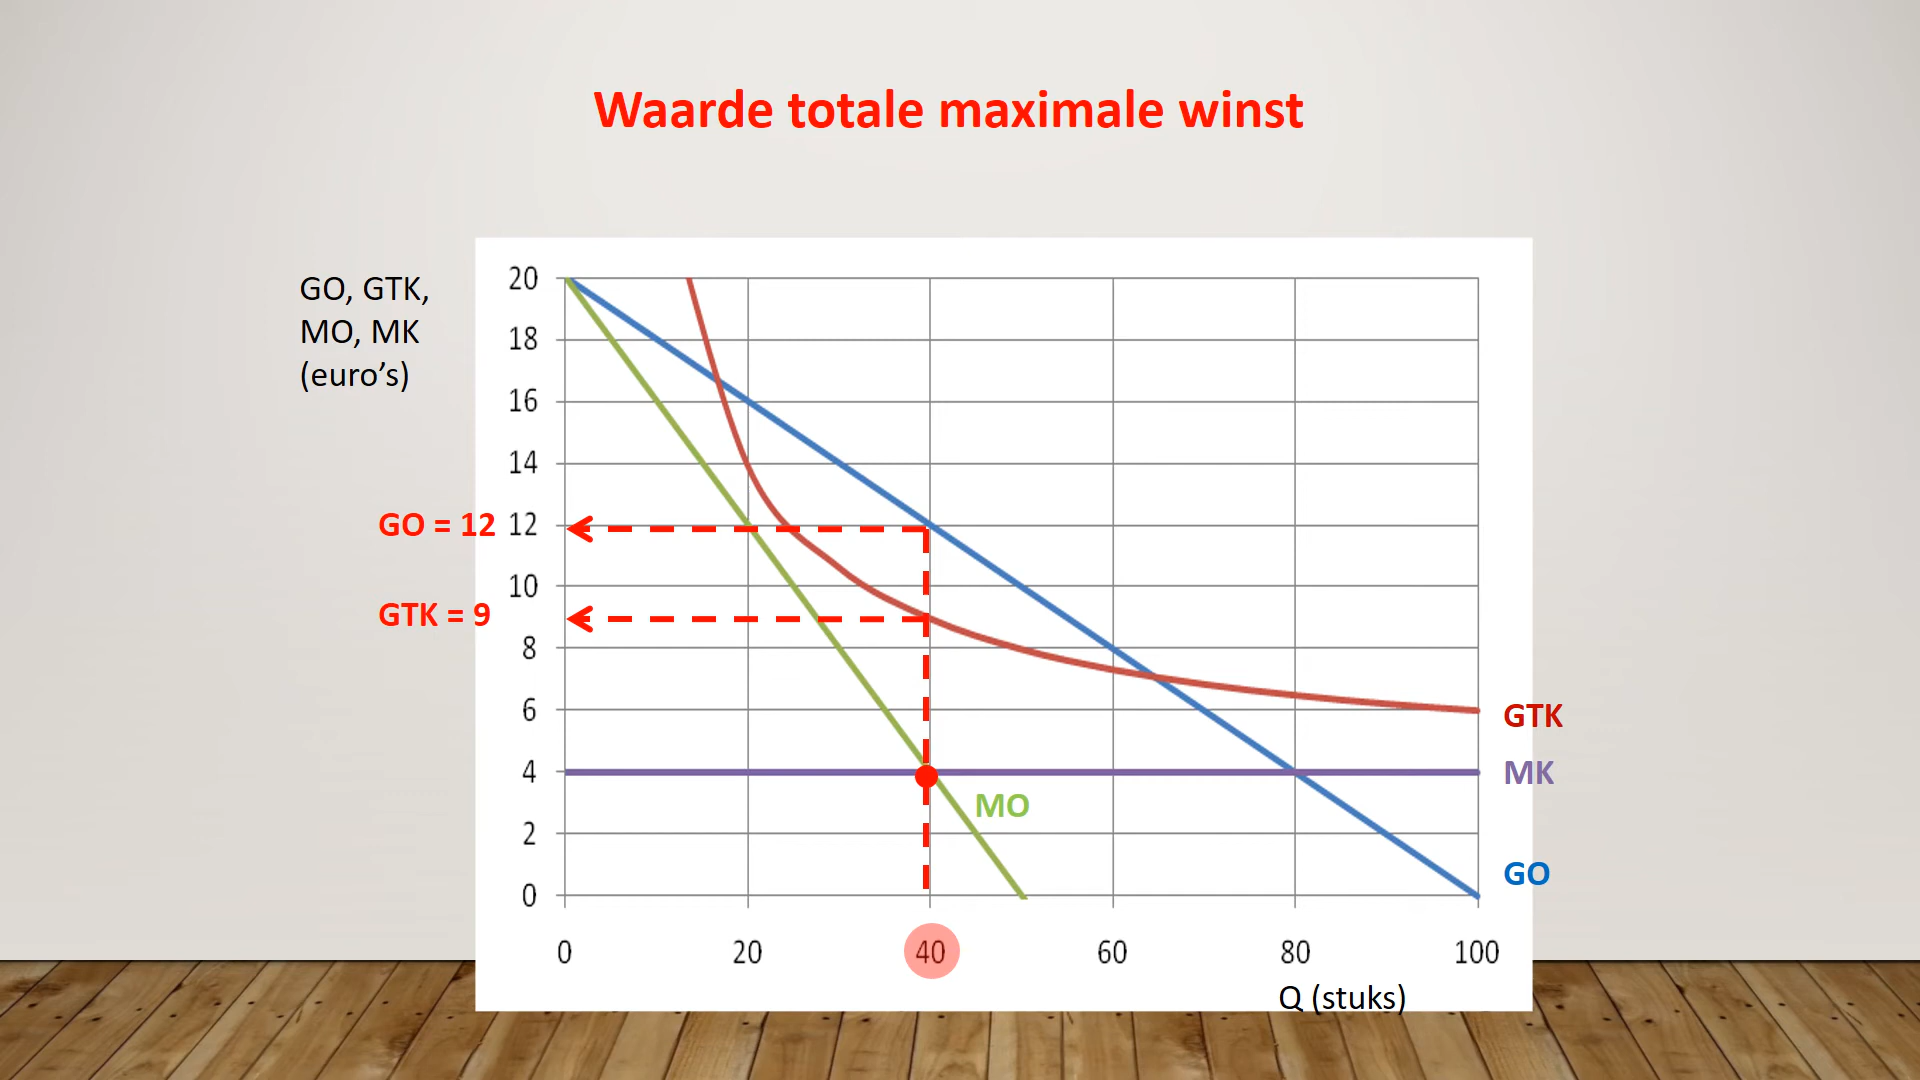 Waarde totale maximale winst
GO, GTK,
MO, MK
(euro’s)
20
18
16
14
GO = 12
12
10
GTK = 9
8
6
4
2
0
GTK
MK
MO
GO
0 20 40 60 80 100
Q (stuks)